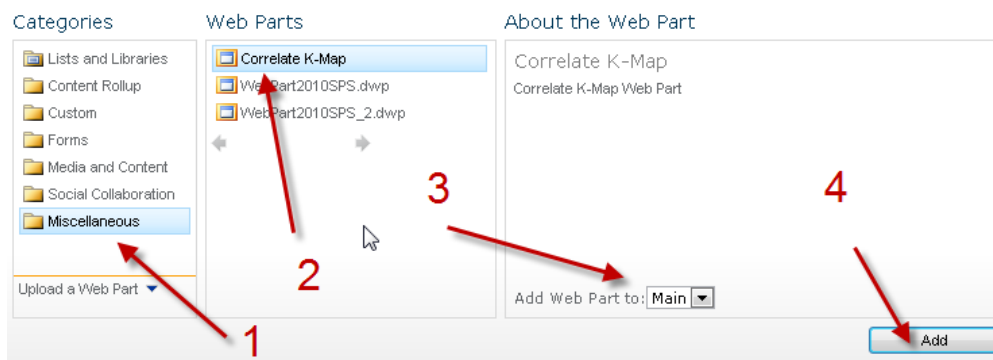 Categories
Web Parts
About the Web Part
Lists and Libraries
Content Rollup
Custom
Forms
Media and Content
Social Collaboration
Miscellaneous
Upload a Web Part
1
Correlate K-Map
WebPart2010SPS.dwp
WebPart2010SPS_2.dwp
2
Correlate K-Map
Correlate K-Map Web Part
3
4
Add Web Part to: Main
Add